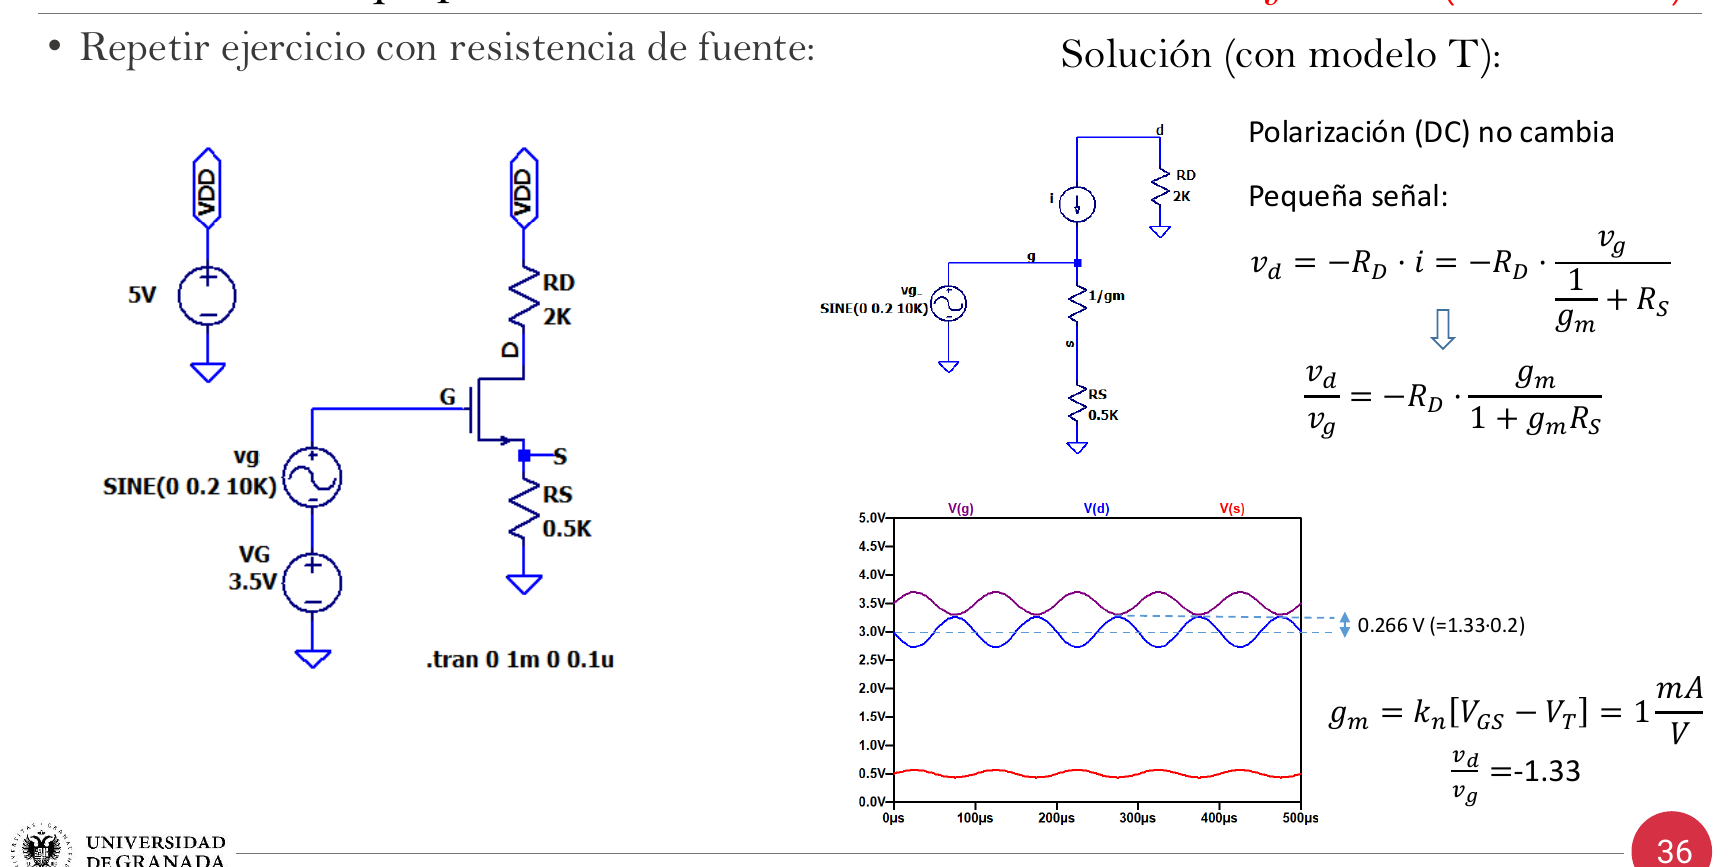 • Repetir ejercicio con resistencia de fuente:
VDD
VDD
5V
RD
2K
D
G
S
vg
SINE(0 0.2 10K)
RS
0.5K
VG
3.5V
.tran 0 1m 0 0.1u
Solución (con modelo T):
d
RD
2K
i
g
vg
SINE(0 0.2 10K)
1/gm
s
RS
0.5K
Polarización (DC) no cambia
Pequeña señal:
v_d = −R_D · i = −R_D · v_g / (1/g_m + R_S)
v_d/v_g = −R_D · g_m / (1 + g_m R_S)
V(g) V(d) V(s)
5.0V
4.5V
4.0V
3.5V
3.0V
2.5V
2.0V
1.5V
1.0V
0.5V
0.0V
0µs 100µs 200µs 300µs 400µs 500µs
0.266 V (=1.33·0.2)
g_m = k_n[V_GS − V_T] = 1 mA/V
v_d/v_g =-1.33
UNIVERSIDAD
DE GRANADA
36